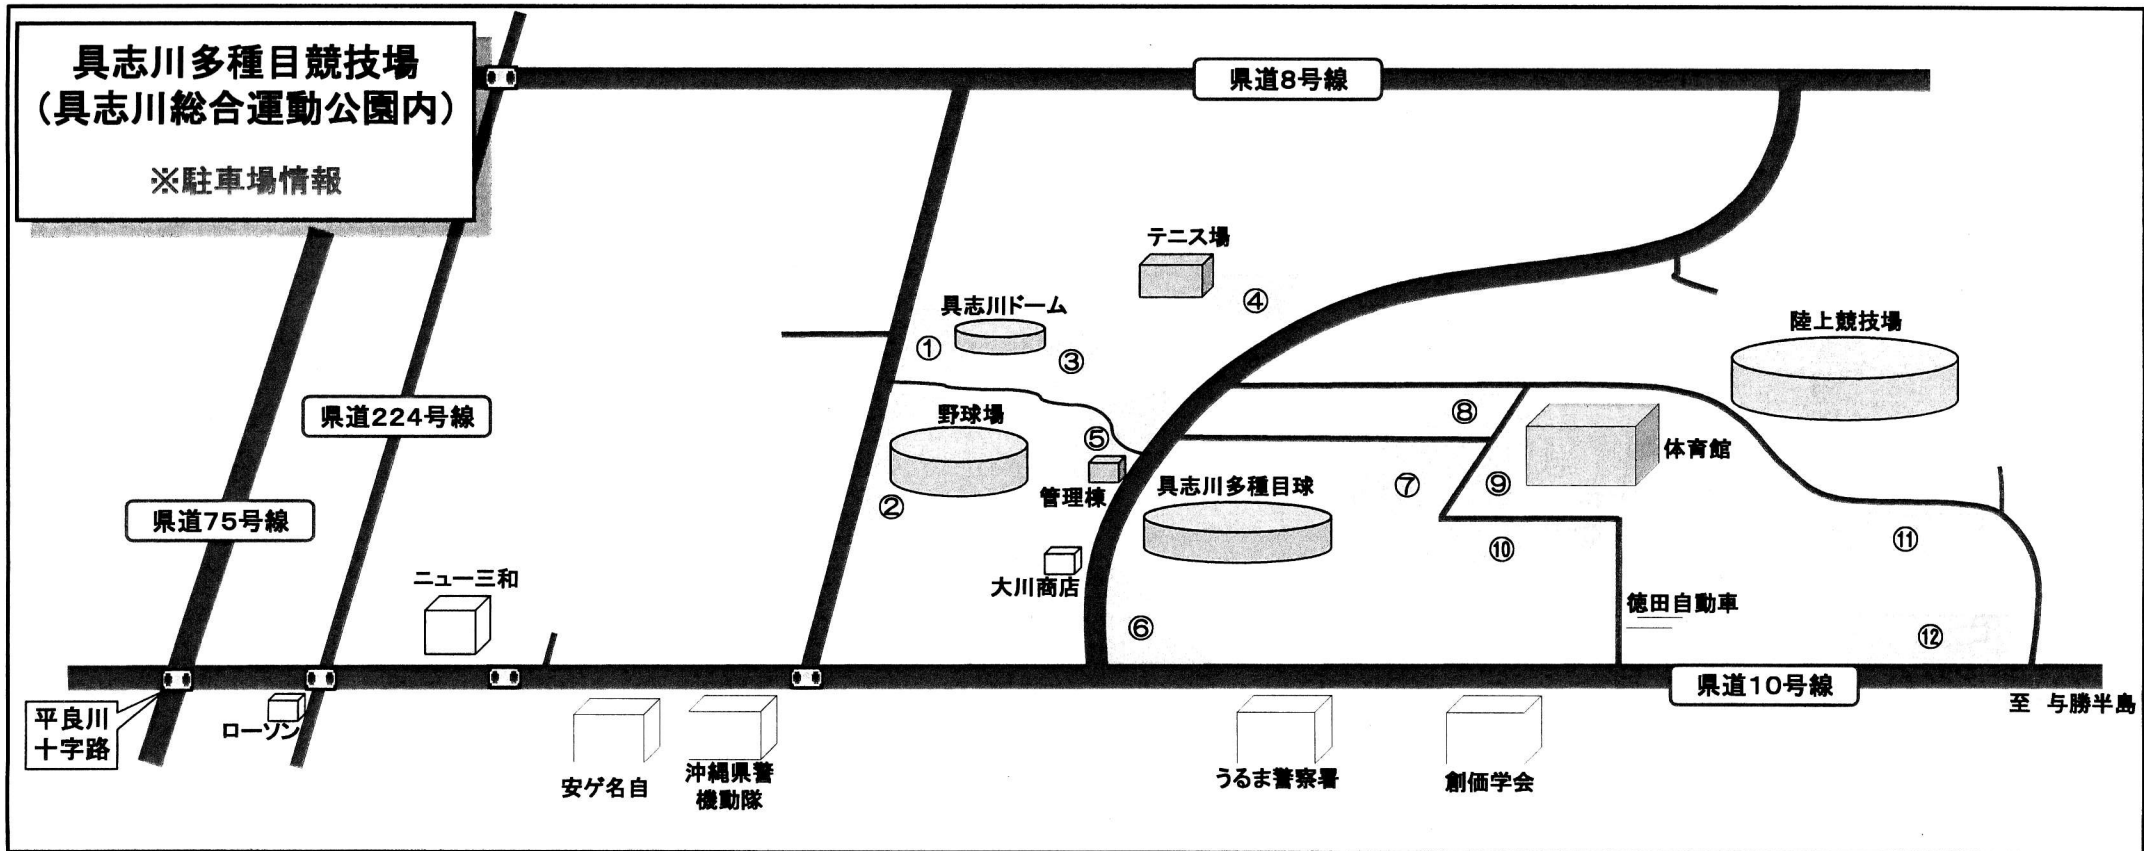 具志川多種目競技場
（具志川総合運動公園内）
※駐車場情報
県道8号線
テニス場
④
具志川ドーム
①
③
陸上競技場
県道224号線
野球場
⑤
⑧
体育館
管理棟
②
具志川多種目球
⑦
⑨
県道75号線
⑩
⑪
ニュー三和
大川商店
徳田自動車
⑥
⑫
県道10号線
至 与勝半島
平良川
十字路
ローソン
安ゲ名自
沖縄県警
機動隊
うるま警察署
創価学会